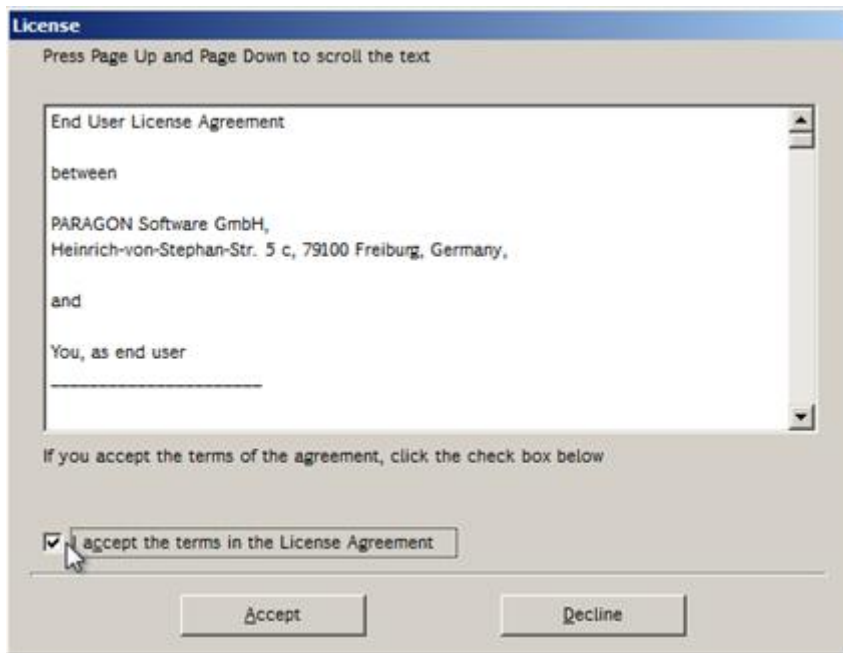 License
Press Page Up and Page Down to scroll the text
End User License Agreement
between
PARAGON Software GmbH,
Heinrich-von-Stephan-Str. 5 c, 79100 Freiburg, Germany,
and
You, as end user
______________________
If you accept the terms of the agreement, click the check box below
I accept the terms in the License Agreement
Accept
Decline